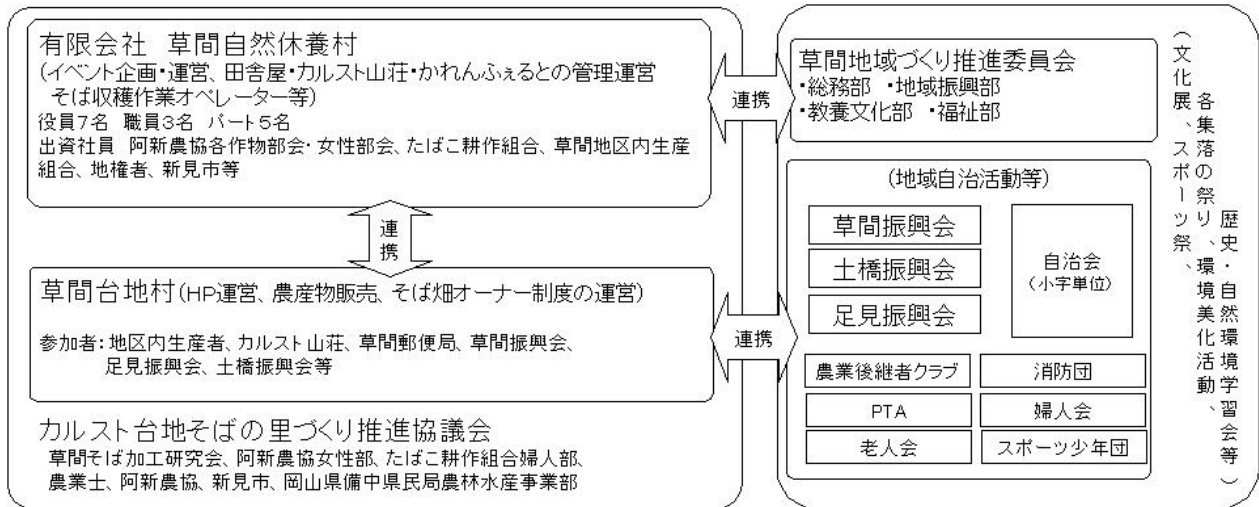 有限会社 草間自然休養村
(イベント企画・運営、田舎屋・カルスト山荘・かれんふぇるとの管理運営
そば収穫作業オペレーター等)
役員7名 職員3名 パート5名
出資社員 阿新農協各作物部会・女性部会、たばこ耕作組合、草間地区内生産
組合、地権者、新見市等
連携
草間台地村(HP運営、農産物販売、そば畑オーナー制度の運営)
参加者:地区内生産者、カルスト山荘、草間郵便局、草間振興会、
足見振興会、土橋振興会等
カルスト台地そばの里づくり推進協議会
草間そば加工研究会、阿新農協女性部、たばこ耕作組合婦人部、
農業士、阿新農協、新見市、岡山県備中県民局農林水産事業部
連携
連携
草間地域づくり推進委員会
・総務部 ・地域振興部
・教養文化部 ・福祉部
(地域自治活動等)
草間振興会
土橋振興会
足見振興会
自治会
(小字単位)
農業後継者クラブ
消防団
PTA
婦人会
老人会
スポーツ少年団
歴史・自然環境学習会等)
各集落の祭り、環境美化活動、
(文化展、スポーツ祭、